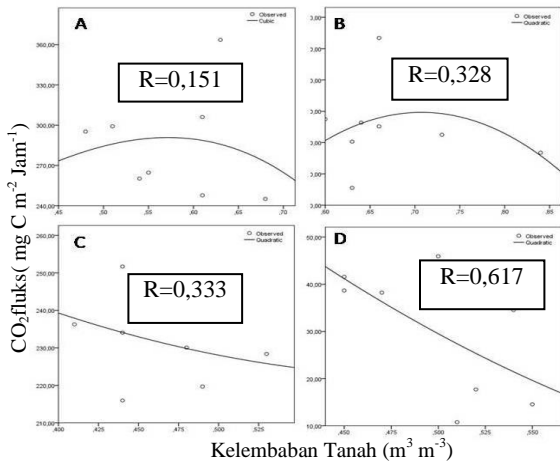 A
Observed
Cubic
R=0,151
360,00
330,00
300,00
270,00
240,00
,45
,50
,55
,60
,65
,70
B
Observed
Quadratic
R=0,328
,60
,65
,70
,75
,80
,85
C
Observed
Quadratic
R=0,333
260,00
250,00
240,00
230,00
220,00
210,00
,400
,425
,450
,475
,500
,525
D
Observed
Quadratic
R=0,617
50,00
40,00
30,00
20,00
10,00
,450
,500
,550
CO₂fluks( mg C m⁻² Jam⁻¹)
Kelembaban Tanah (m³ m⁻³)